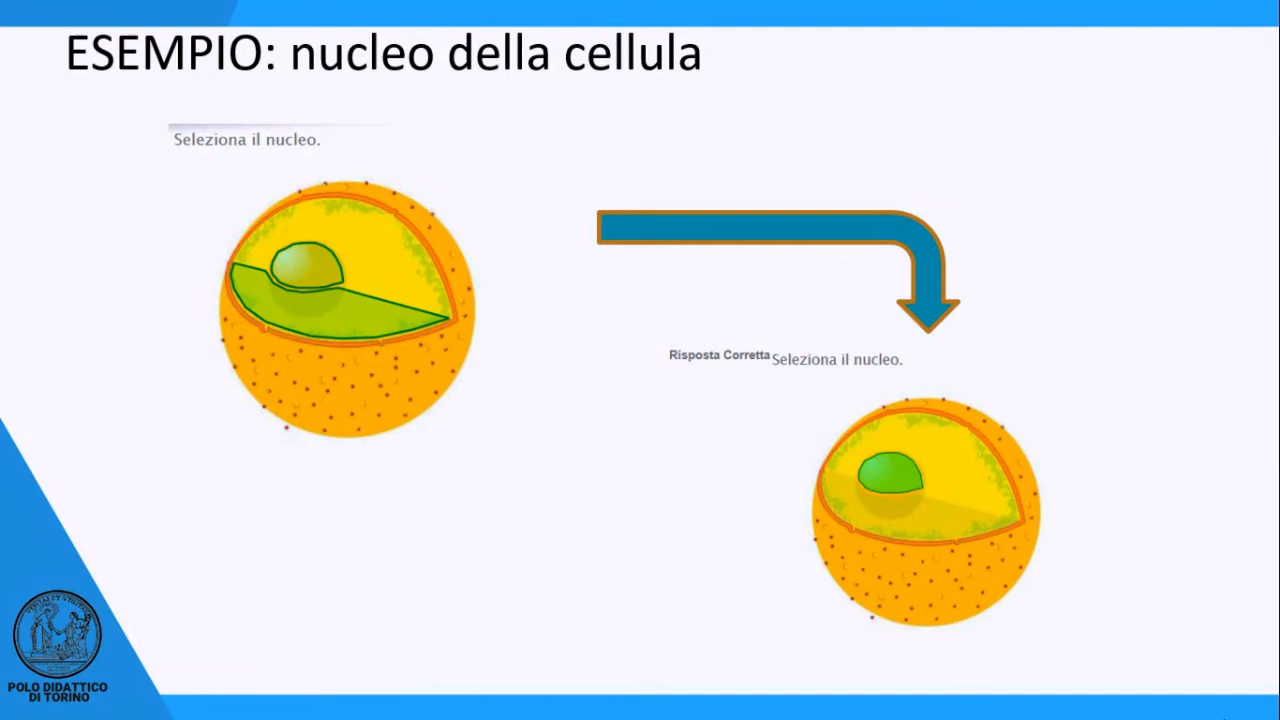 ESEMPIO: nucleo della cellula
Seleziona il nucleo.
Risposta Corretta Seleziona il nucleo.
POLO DIDATTICO
DI TORINO